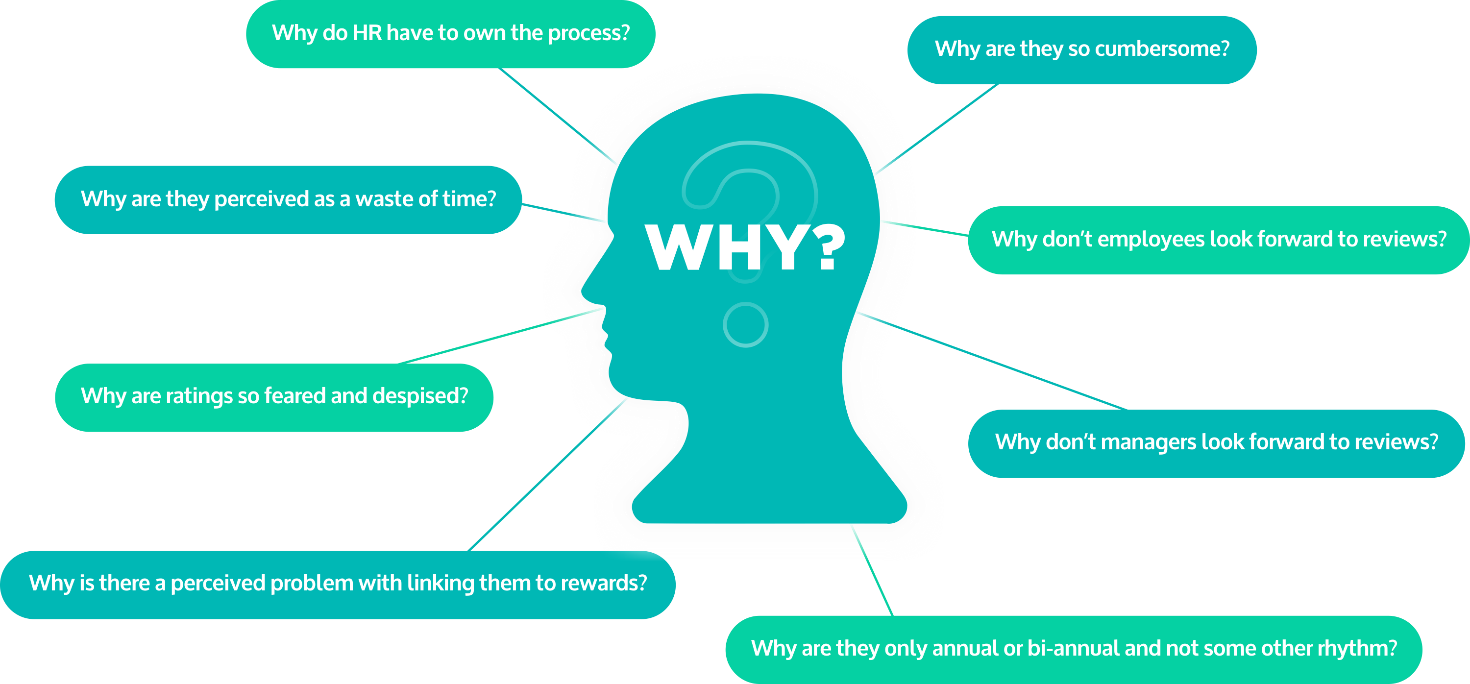 Why do HR have to own the process?
Why are they so cumbersome?
Why are they perceived as a waste of time?
Why don’t employees look forward to reviews?
?
WHY?
Why are ratings so feared and despised?
Why don’t managers look forward to reviews?
Why is there a perceived problem with linking them to rewards?
Why are they only annual or bi-annual and not some other rhythm?